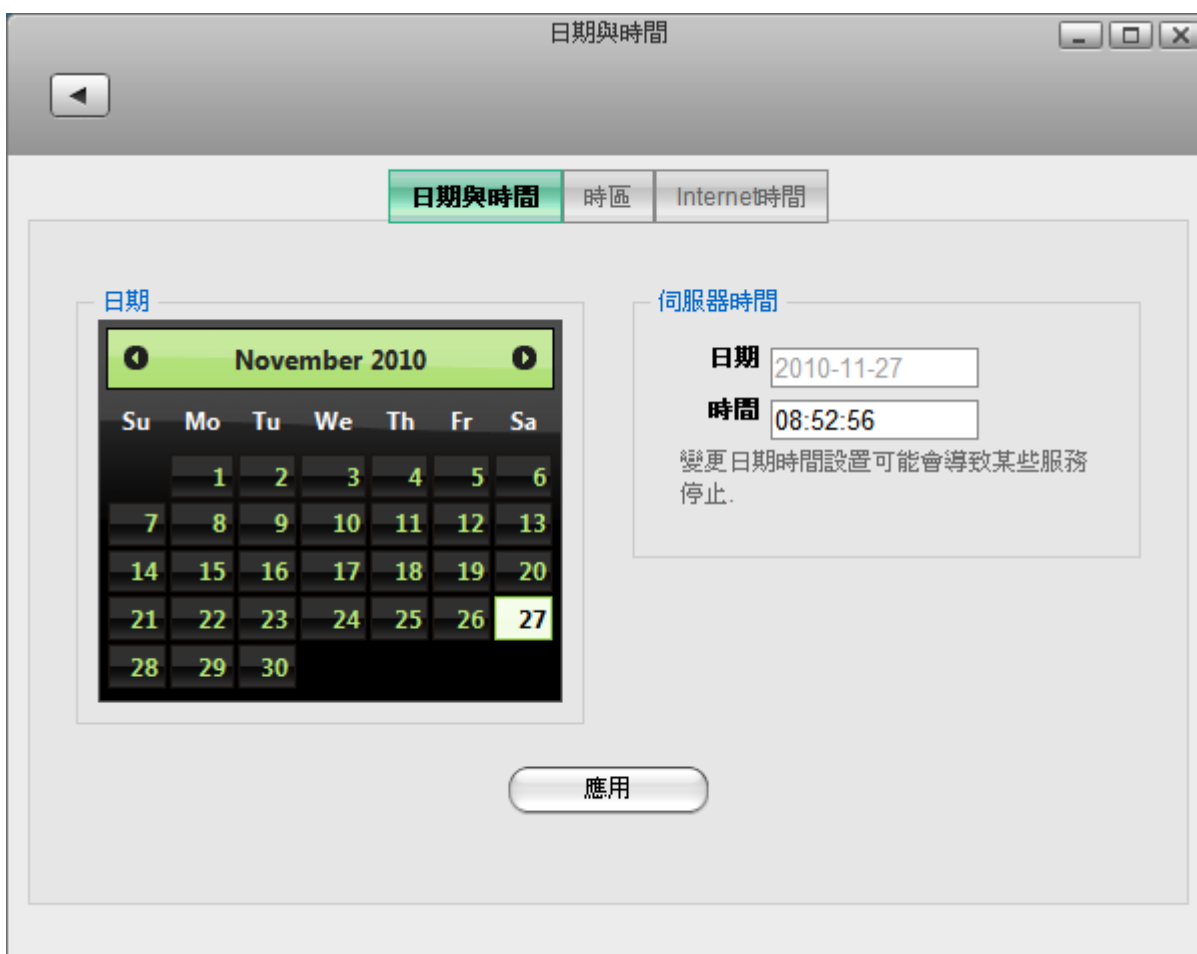 日期與時間
日期與時間 時區 Internet時間
日期
November 2010
Su Mo Tu We Th Fr Sa
1 2 3 4 5 6
7 8 9 10 11 12 13
14 15 16 17 18 19 20
21 22 23 24 25 26 27
28 29 30
伺服器時間
日期 2010-11-27
時間 08:52:56
變更日期時間設置可能會導致某些服務
停止.
應用